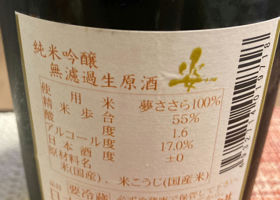 純米吟醸
無濾過生原酒
姿
使用米 夢ささら100%
精米歩合 55%
酸度 1.6
アルコール度 17.0%
日本酒度 ±0
原材料名
米(国産)、米こうじ(国産米)
要冷蔵